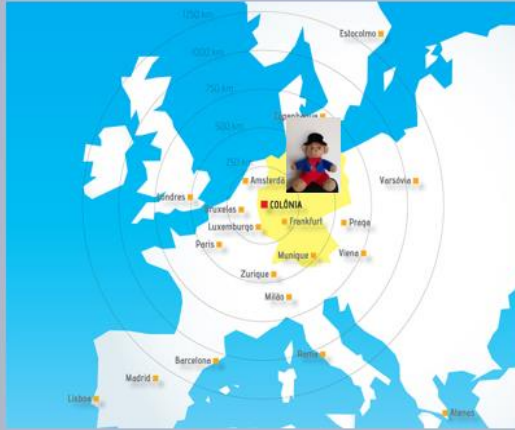 1250 km
1000 km
750 km
500 km
250 km
Estocolmo
Copenhague
Amsterdã
Varsóvia
Londres
Bruxelas
COLÔNIA
Luxemburgo
Frankfurt
Praga
Paris
Munique
Viena
Zurique
Milão
Barcelona
Roma
Madrid
Lisboa
Atenas